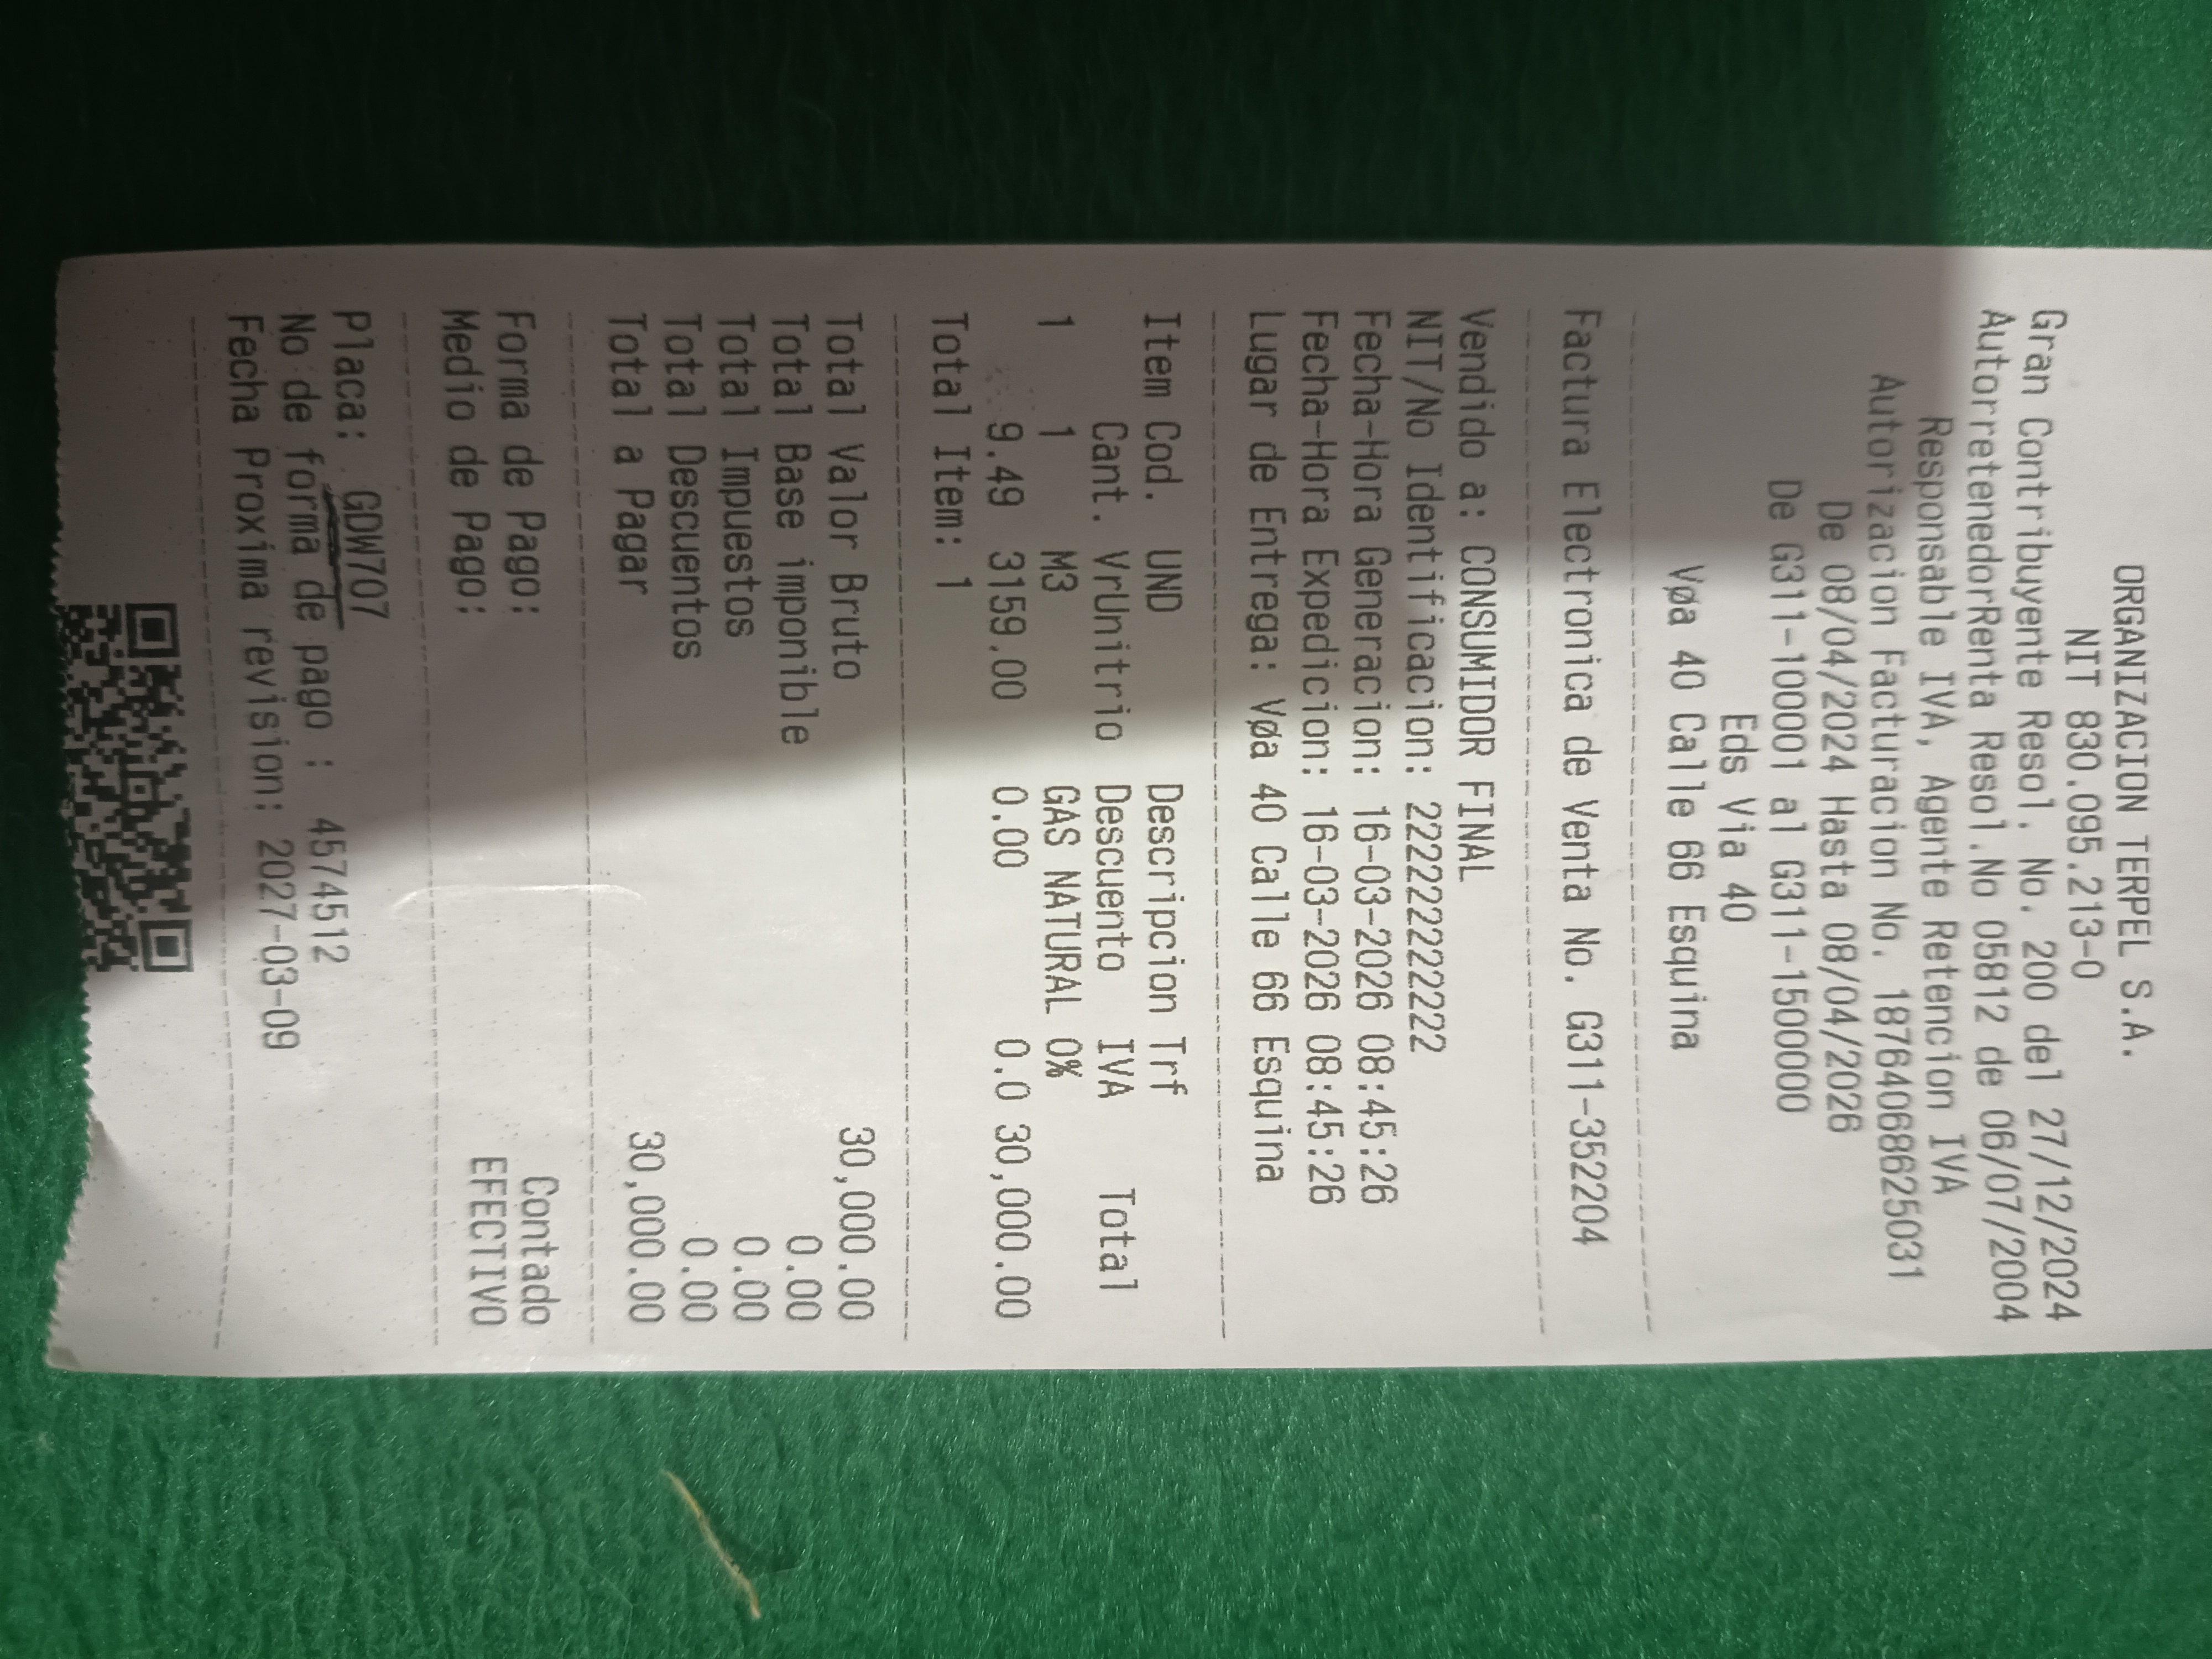 ORGANIZACION TERPEL S.A.
NIT 830.095.213-0
Gran Contribuyente Resol. No. 200 del 27/12/2024
AutorretenedorRenta Resol.No 05812 de 06/07/2004
Responsable IVA, Agente Retencion IVA
Autorizacion Facturacion No. 18764068625031
De 08/04/2024 Hasta 08/04/2026
De G311-100001 al G311-1500000
Eds Via 40
Vøa 40 Calle 66 Esquina
Factura Electronica de Venta No. G311-352204
Vendido a: CONSUMIDOR FINAL
NIT/No Identificacion: 222222222222
Fecha-Hora Generacion: 16-03-2026 08:45:26
Fecha-Hora Expedicion: 16-03-2026 08:45:26
Lugar de Entrega: Vøa 40 Calle 66 Esquina
Item Cod. UND Descripcion Trf
Cant. VrUnitrio Descuento IVA Total
1 1 M3 GAS NATURAL 0%
9.49 3159.00 0.00 0.0 30,000.00
Total Item: 1
Total Valor Bruto 30,000.00
Total Base imponible 0.00
Total Impuestos 0.00
Total Descuentos 0.00
Total a Pagar 30,000.00
Forma de Pago: Contado
Medio de Pago: EFECTIVO
Placa: GDW707
No de forma de pago : 4574512
Fecha Proxima revision: 2027-03-09